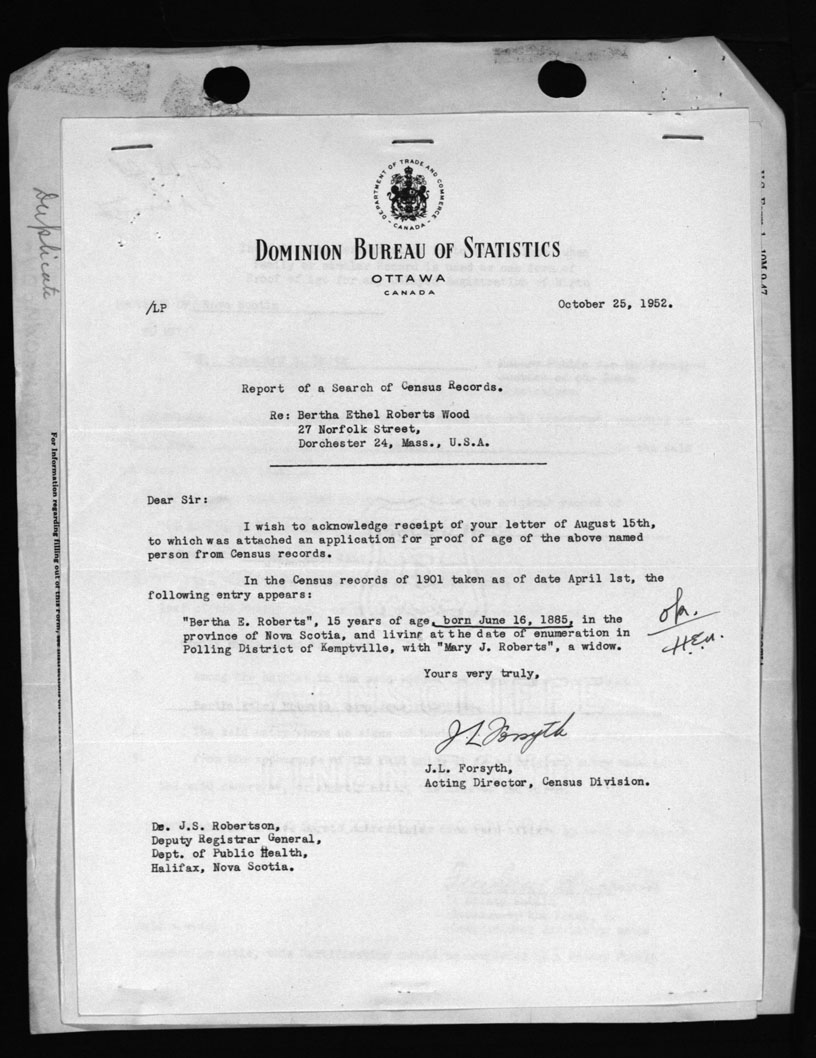 Duplicate
DEPARTMENT OF TRADE AND COMMERCE
CANADA
DOMINION BUREAU OF STATISTICS
OTTAWA
CANADA
/LP
October 25, 1952.
Report of a Search of Census Records.
Re: Bertha Ethel Roberts Wood
27 Norfolk Street,
Dorchester 24, Mass., U.S.A.
Dear Sir:
I wish to acknowledge receipt of your letter of August 15th,
to which was attached an application for proof of age of the above named
person from Census records.
In the Census records of 1901 taken as of date April 1st, the
following entry appears:
"Bertha E. Roberts", 15 years of age, born June 16, 1885, in the
province of Nova Scotia, and living at the date of enumeration in
Polling District of Kemptville, with "Mary J. Roberts", a widow.
Yours very truly,
J L Forsyth
J.L. Forsyth,
Acting Director, Census Division.
Dr. J.S. Robertson,
Deputy Registrar General,
Dept. of Public Health,
Halifax, Nova Scotia.
For information regarding filling out of this form,